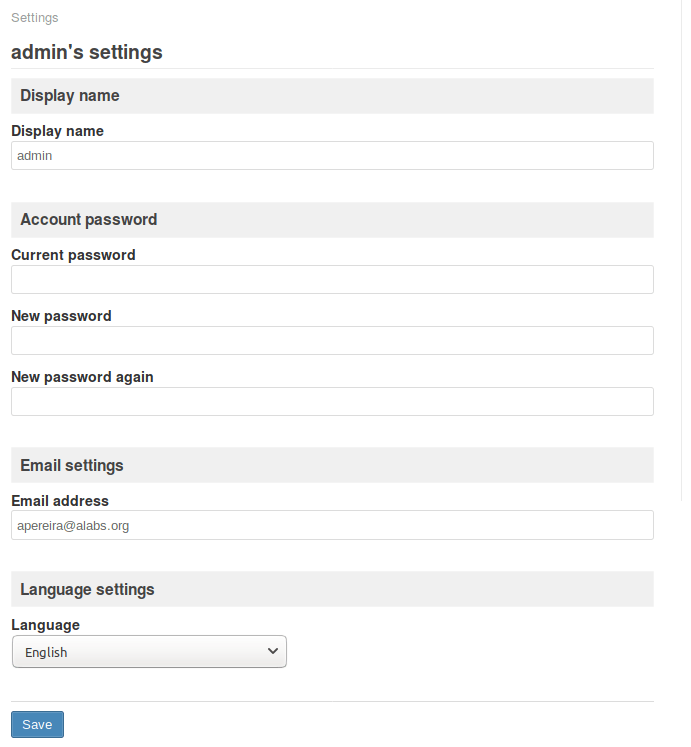 Settings
admin's settings
Display name
Display name
admin
Account password
Current password
New password
New password again
Email settings
Email address
apereira@alabs.org
Language settings
Language
English
Save